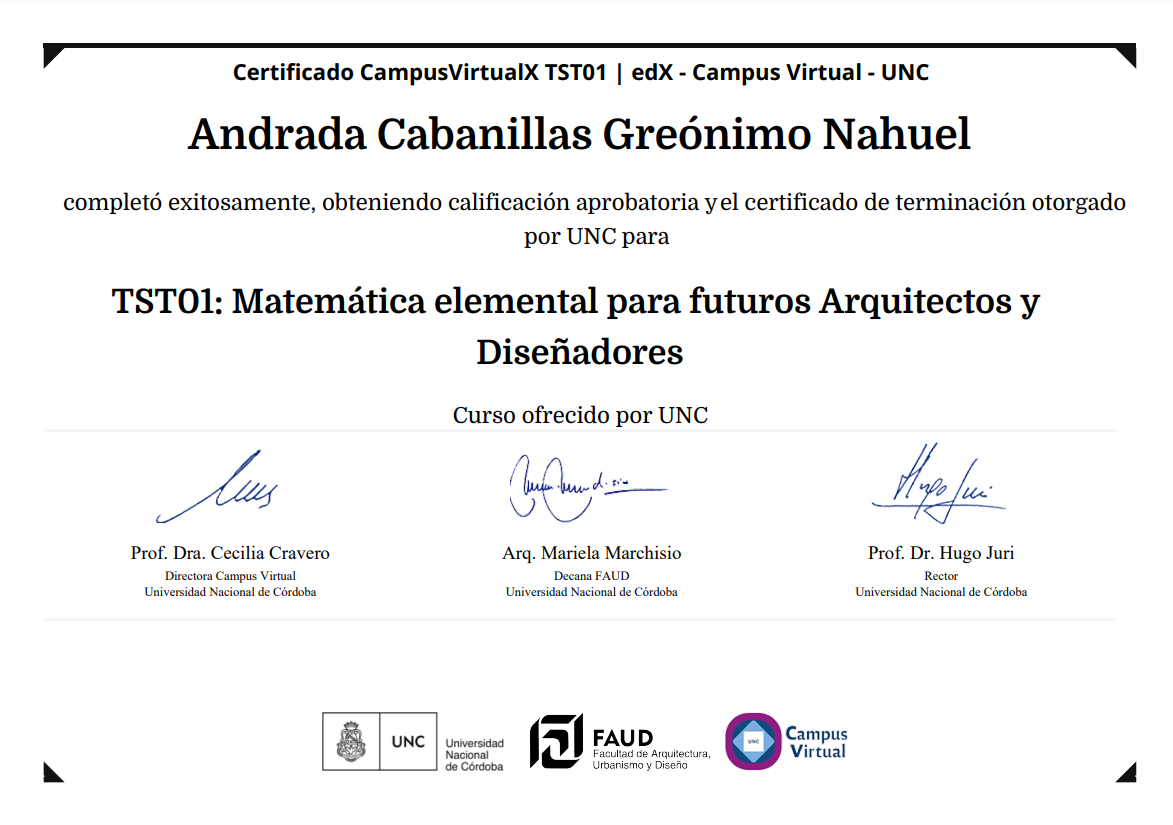 Certificado CampusVirtualX TST01 | edX - Campus Virtual - UNC
Andrada Cabanillas Greónimo Nahuel
completó exitosamente, obteniendo calificación aprobatoria y el certificado de terminación otorgado
por UNC para
TST01: Matemática elemental para futuros Arquitectos y
Diseñadores
Curso ofrecido por UNC
Hugo Juri
Prof. Dra. Cecilia Cravero
Directora Campus Virtual
Universidad Nacional de Córdoba
Arq. Mariela Marchisio
Decana FAUD
Universidad Nacional de Córdoba
Prof. Dr. Hugo Juri
Rector
Universidad Nacional de Córdoba
UNC
Universidad
Nacional
de Córdoba
FAUD
Facultad de Arquitectura,
Urbanismo y Diseño
UNC
Campus
Virtual